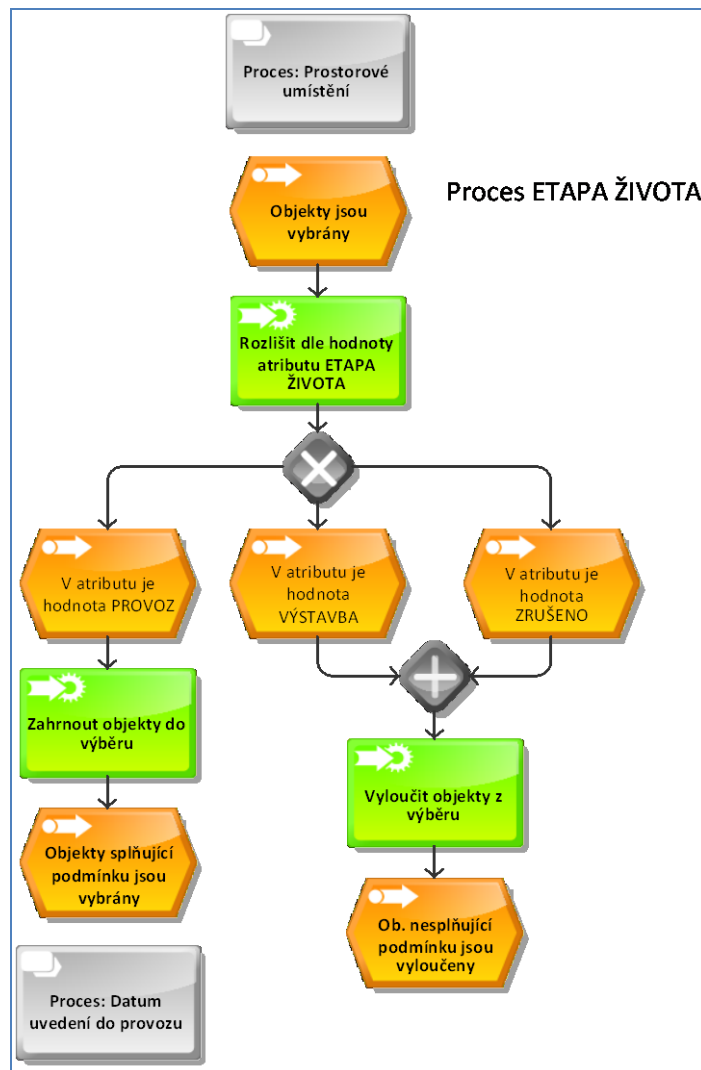 Proces: Prostorové
umístění
Proces ETAPA ŽIVOTA
Objekty jsou
vybrány
Rozlišit dle hodnoty
atributu ETAPA
ŽIVOTA
V atributu je
hodnota PROVOZ
V atributu je
hodnota
VÝSTAVBA
V atributu je
hodnota
ZRUŠENO
Zahrnout objekty do
výběru
Vyloučit objekty z
výběru
Objekty splňující
podmínku jsou
vybrány
Ob. nesplňující
podmínku jsou
vyloučeny
Proces: Datum
uvedení do provozu